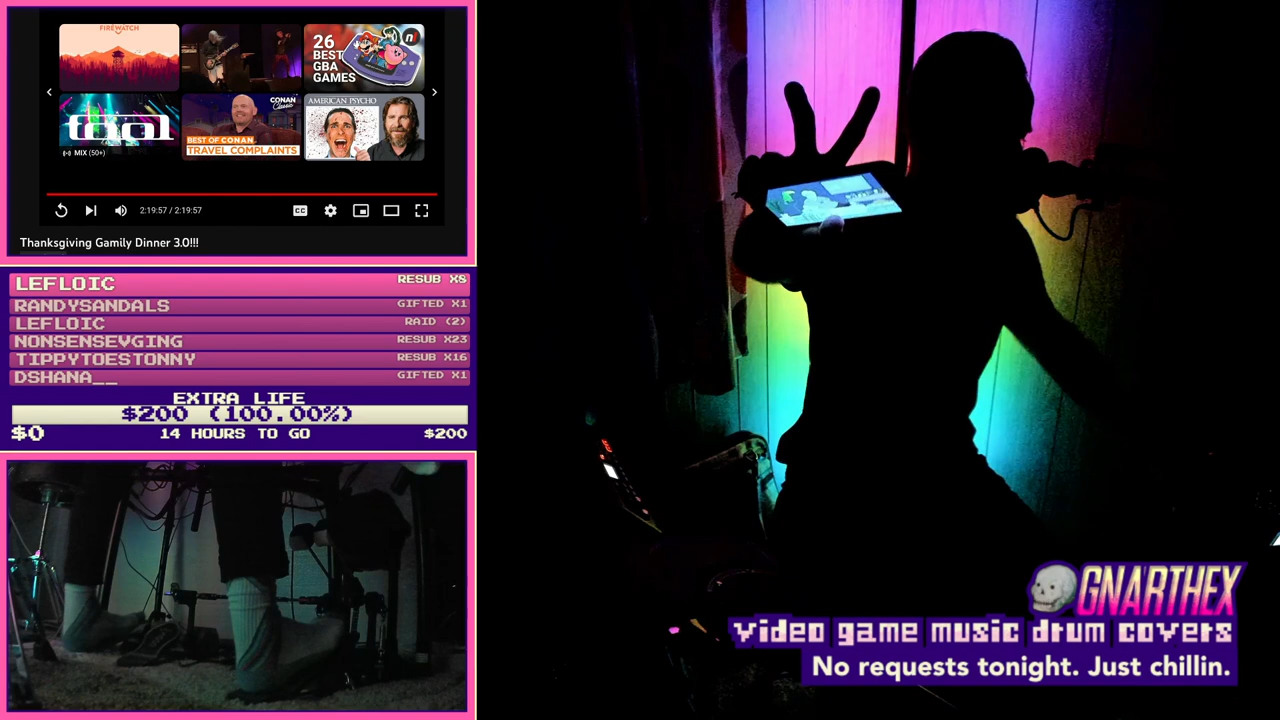 FIREWATCH
26
BEST
GBA
GAMES
n!
tool
MIX (50+)
CONAN
Classic
BEST OF CONAN
TRAVEL COMPLAINTS
AMERICAN PSYCHO
2:19:57 / 2:19:57
CC
Thanksgiving Gamily Dinner 3.0!!!
LEFLOIC RESUB X8
RANDYSANDALS GIFTED X1
LEFLOIC RAID (2)
NONSENSEVGING RESUB X23
TIPPYTOESTONNY RESUB X16
DSHANA__ GIFTED X1
EXTRA LIFE
$200 (100.00%)
$0 14 HOURS TO GO $200
GNARTHEX
video game music drum covers
No requests tonight. Just chillin.